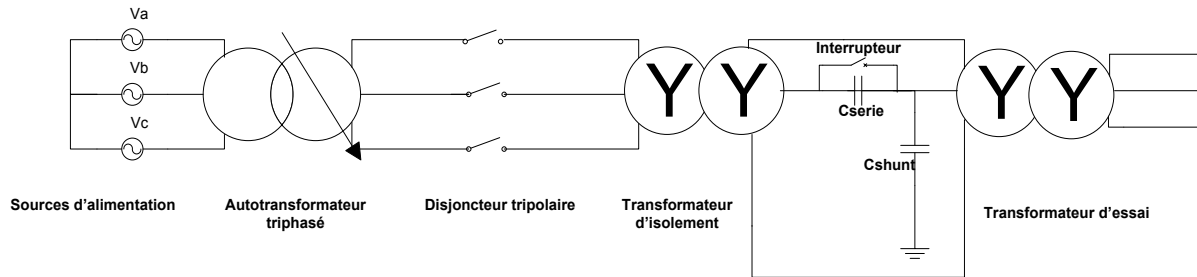 Va
Vb
Vc
Interrupteur
Y Y
Cserie
Y Y
Cshunt
Sources d'alimentation
Autotransformateur
triphasé
Disjoncteur tripolaire
Transformateur
d'isolement
Transformateur d'essai